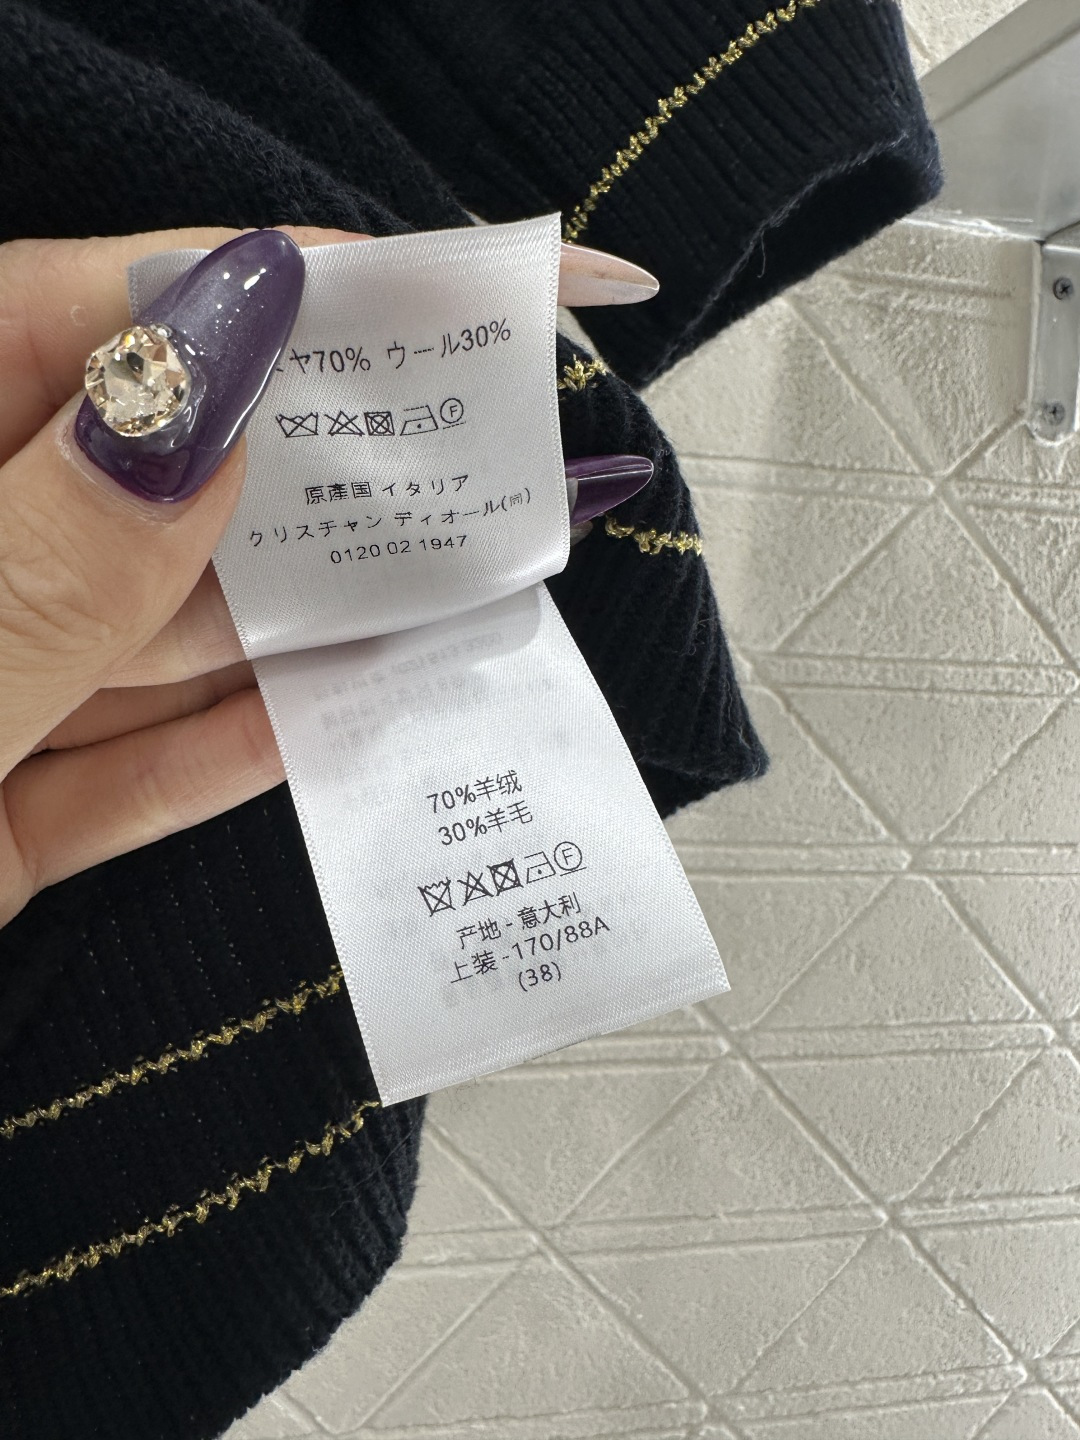 ヤ70% ウール30%
F
原産国 イタリア
クリスチャン ディオール(同)
0120 02 1947
70%羊绒
30%羊毛
F
产地 - 意大利
上装 -170/88A
(38)